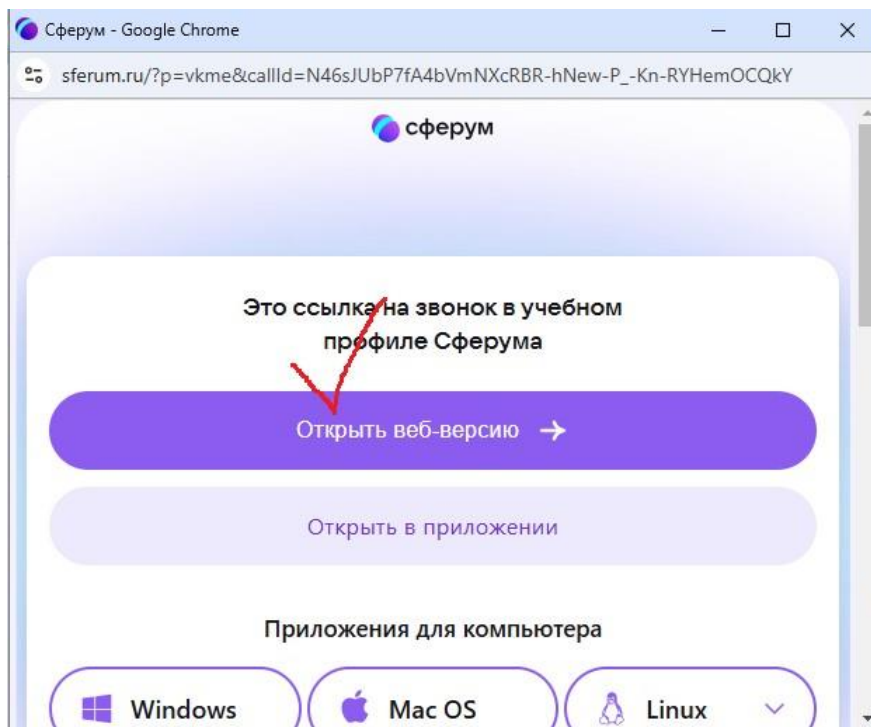 Сферум - Google Chrome
sferum.ru/?p=vkme&callId=N46sJUbP7fA4bVmNXcRBR-hNew-P_-Kn-RYHemOCQkY
сферум
Это ссылка на звонок в учебном
профиле Сферума
Открыть веб-версию
Открыть в приложении
Приложения для компьютера
Windows Mac OS Linux